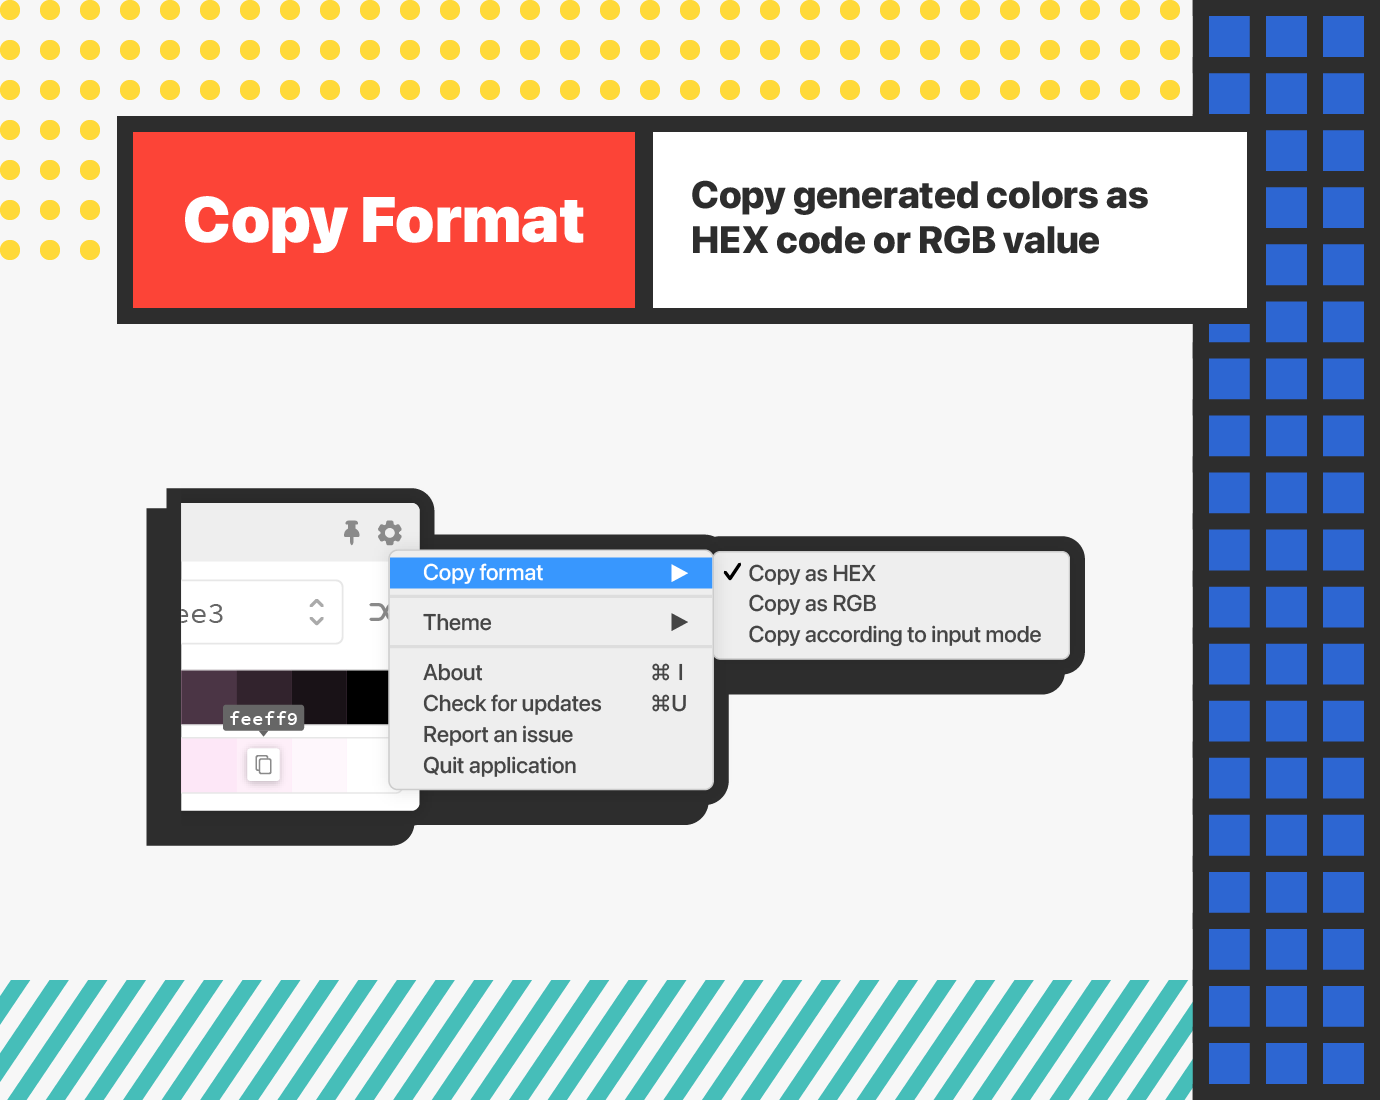 Copy Format
Copy generated colors as
HEX code or RGB value
ee3
feeff9
Copy format
Theme
About ⌘ I
Check for updates ⌘U
Report an issue
Quit application
✓ Copy as HEX
Copy as RGB
Copy according to input mode